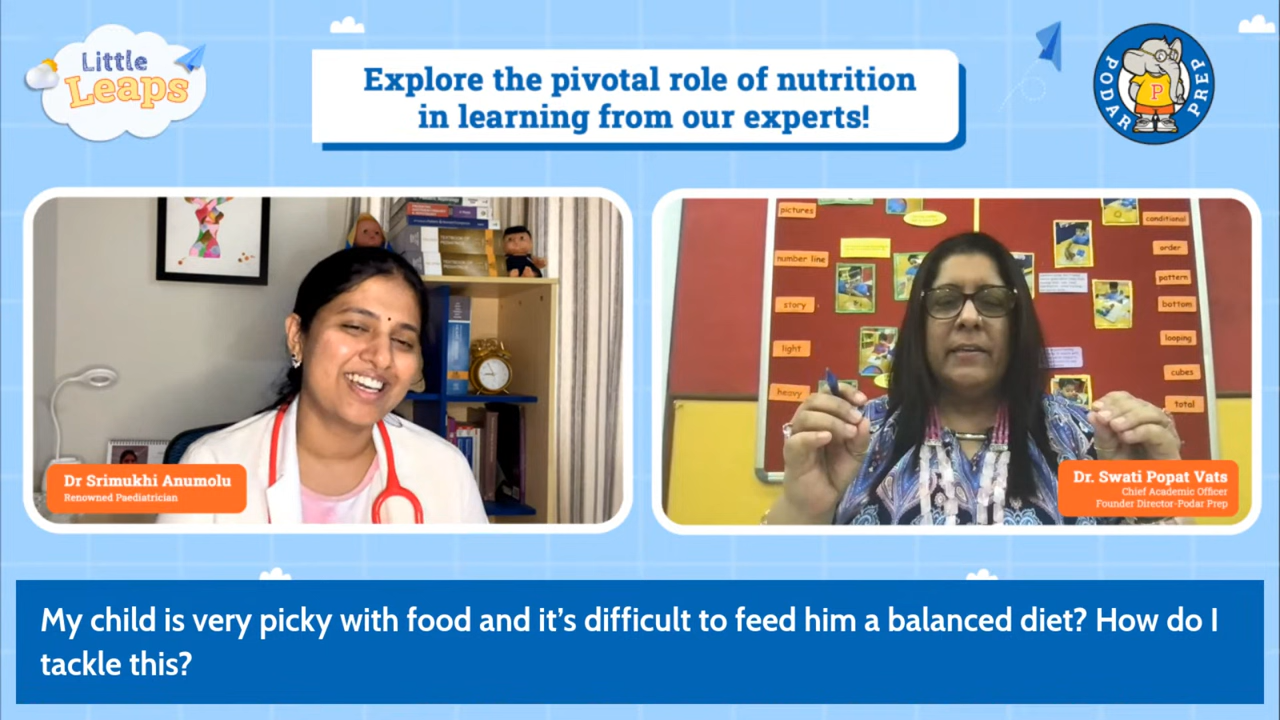 Little
Leaps
Explore the pivotal role of nutrition
in learning from our experts!
PODAR PREP
P
pictures
number line
story
light
heavy
conditional
order
pattern
bottom
looping
cubes
total
Dr Srimukhi Anumolu
Renowned Paediatrician
Dr. Swati Popat Vats
Chief Academic Officer
Founder Director-Podar Prep
My child is very picky with food and it’s difficult to feed him a balanced diet? How do I
tackle this?